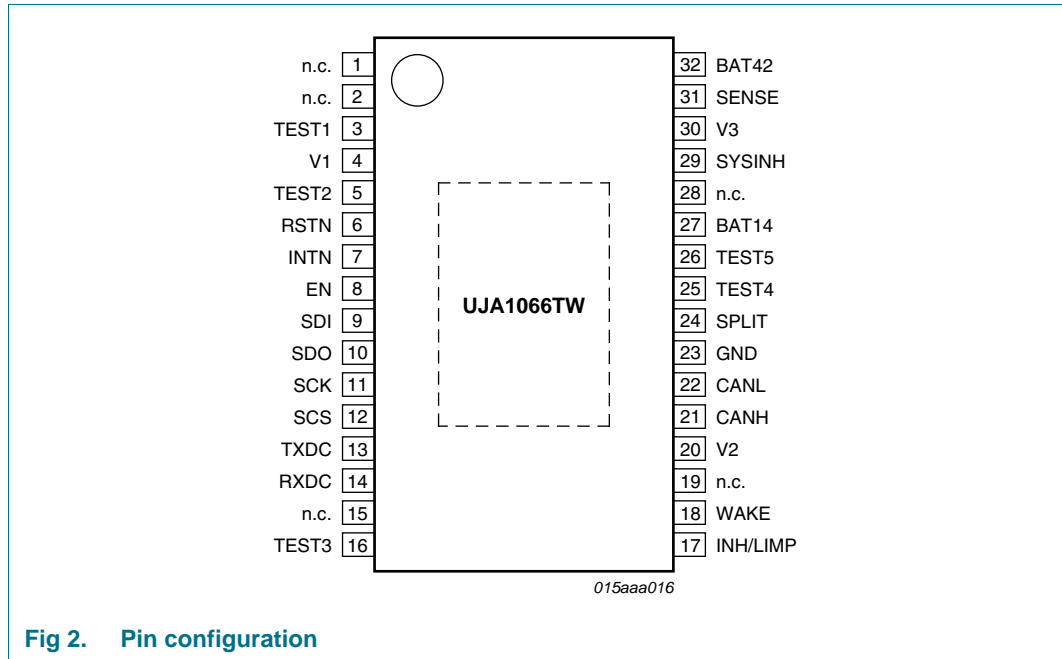 n.c. 1 32 BAT42
n.c. 2 31 SENSE
TEST1 3 30 V3
V1 4 29 SYSINH
TEST2 5 28 n.c.
RSTN 6 27 BAT14
INTN 7 26 TEST5
EN 8 25 TEST4
UJA1066TW
SDI 9 24 SPLIT
SDO 10 23 GND
SCK 11 22 CANL
SCS 12 21 CANH
TXDC 13 20 V2
RXDC 14 19 n.c.
n.c. 15 18 WAKE
TEST3 16 17 INH/LIMP
015aaa016
Fig 2. Pin configuration